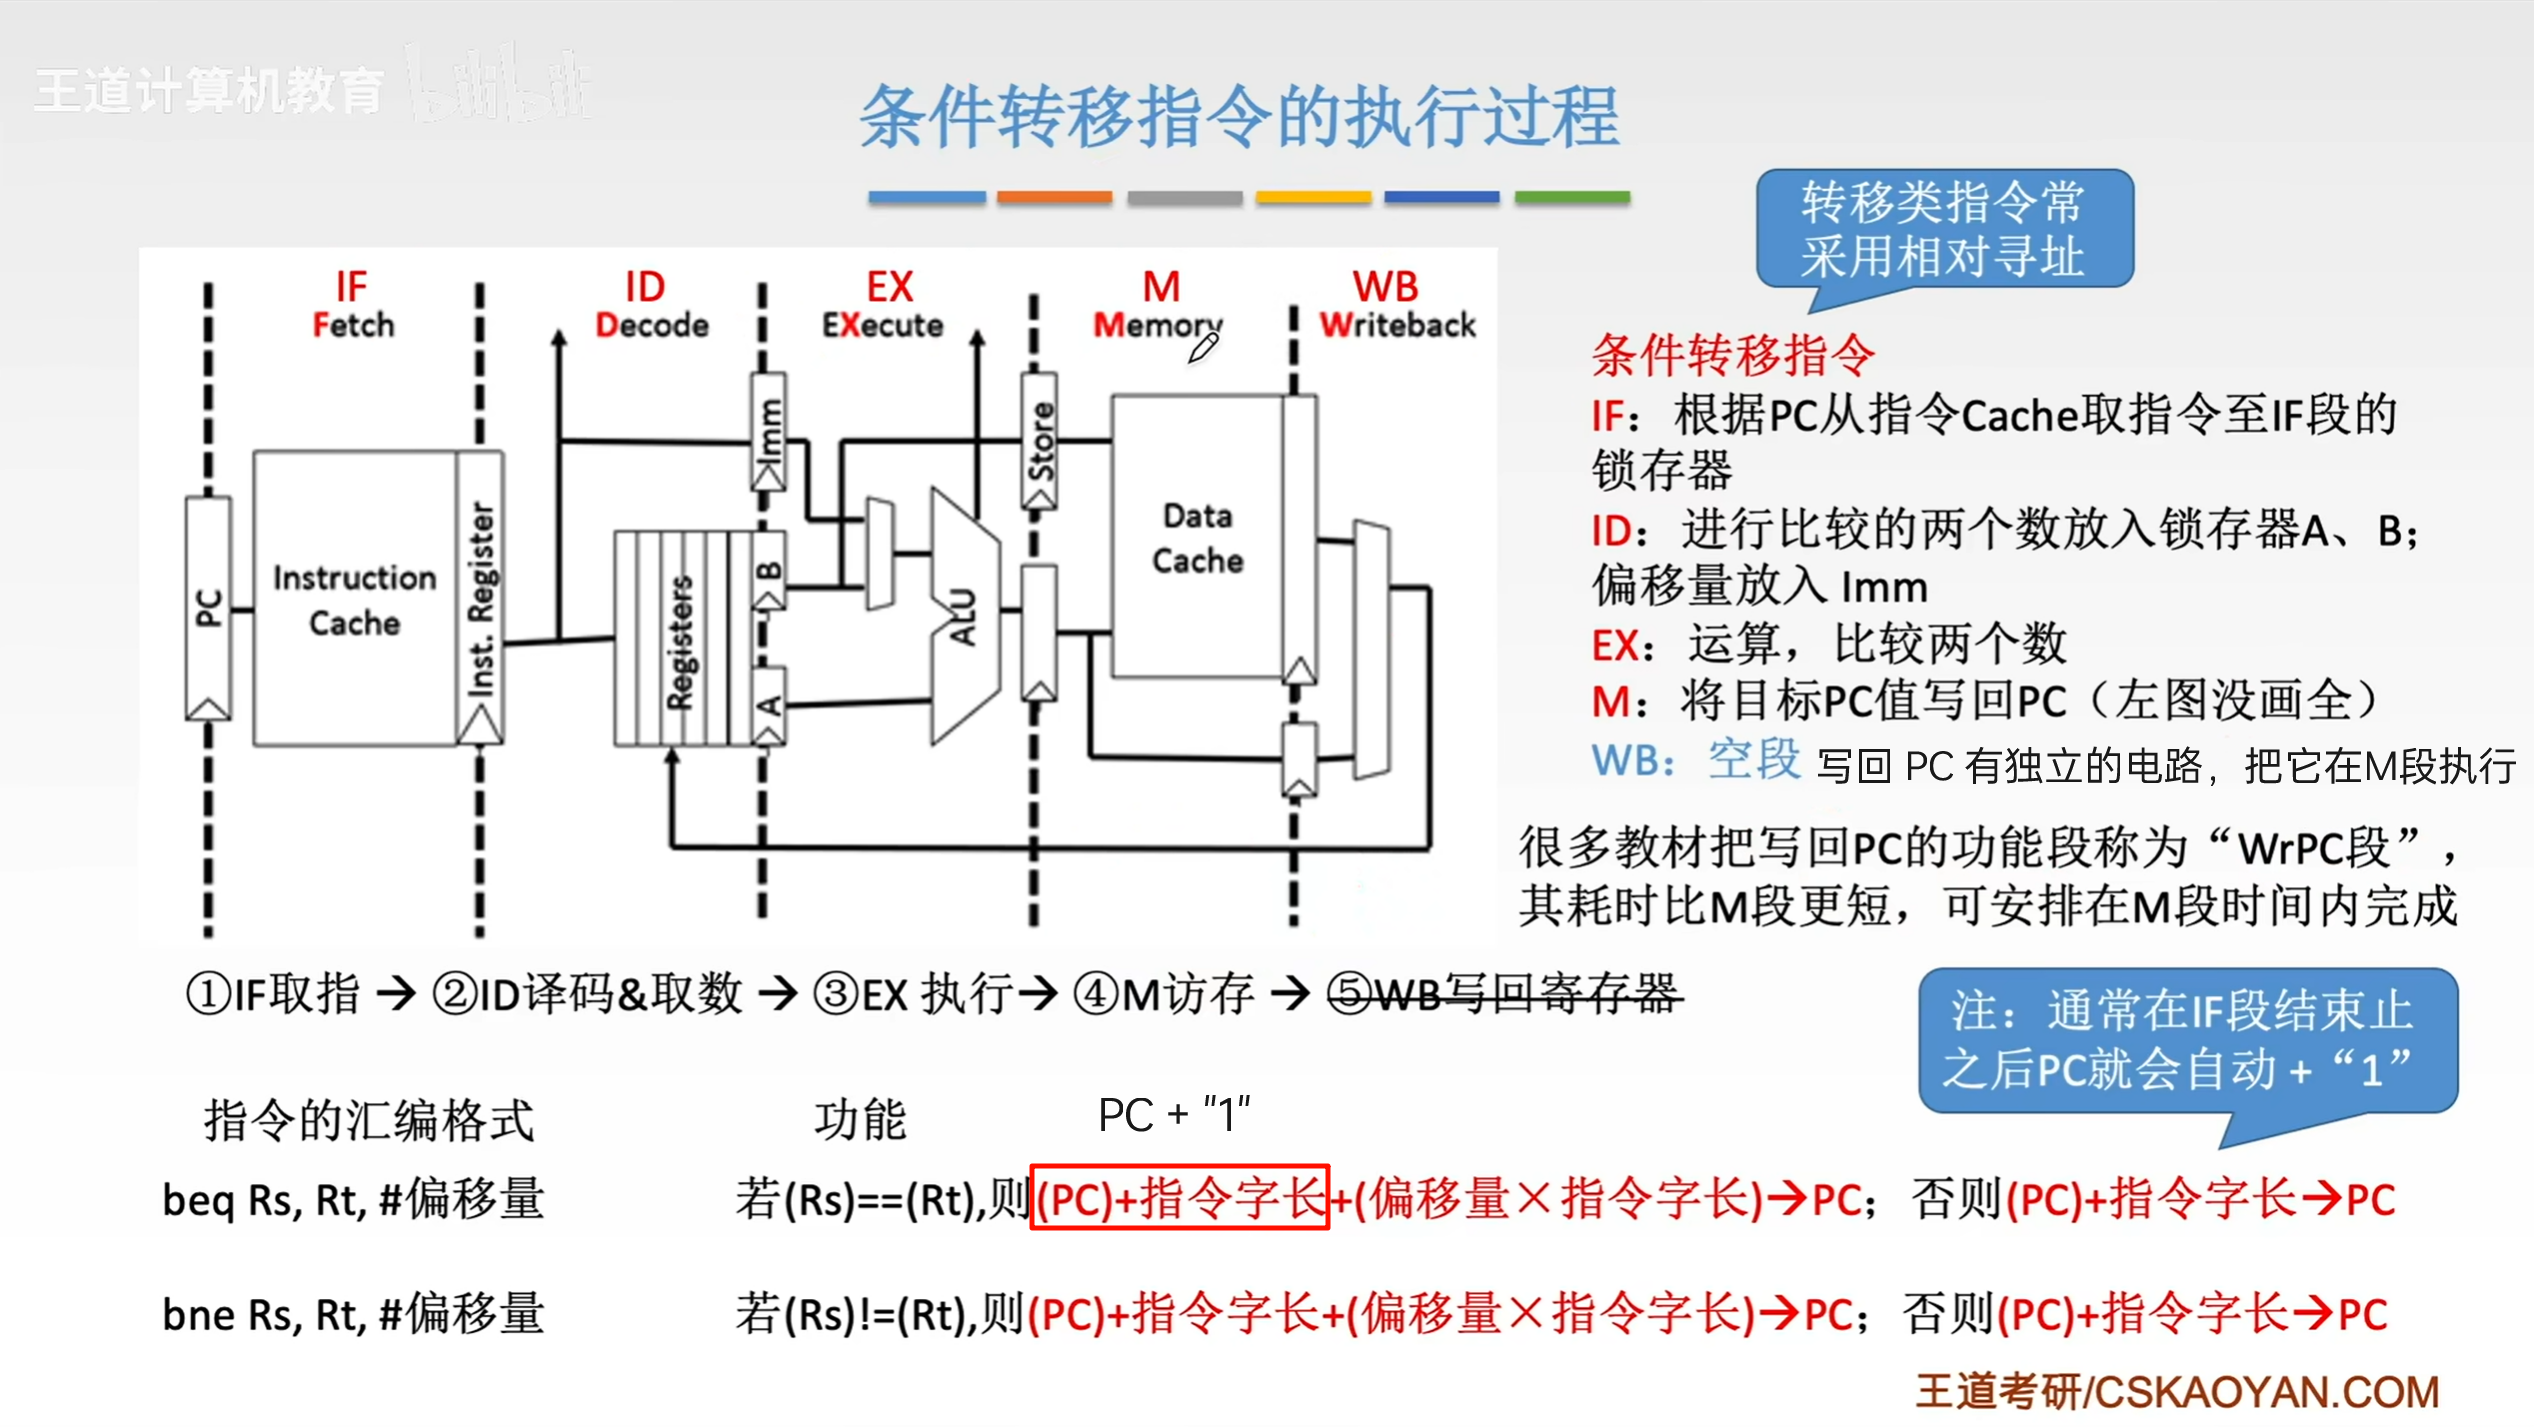 王道计算机教育 bilibili
条件转移指令的执行过程
转移类指令常
采用相对寻址
IF
Fetch
ID
Decode
EX
EXecute
M
Memory
WB
Writeback
PC
Instruction
Cache
Inst. Register
Registers
Imm
B
A
ALU
Store
Data
Cache
条件转移指令
IF：根据PC从指令Cache取指令至IF段的
锁存器
ID：进行比较的两个数放入锁存器A、B；
偏移量放入 Imm
EX：运算，比较两个数
M：将目标PC值写回PC（左图没画全）
WB：空段 写回 PC 有独立的电路，把它在M段执行
很多教材把写回PC的功能段称为“WrPC段”，
其耗时比M段更短，可安排在M段时间内完成
①IF取指 → ②ID译码&取数 → ③EX 执行→ ④M访存 → ⑤WB写回寄存器
注：通常在IF段结束止
之后PC就会自动 + “1”
指令的汇编格式 功能 PC + "1"
beq Rs, Rt, #偏移量 若(Rs)==(Rt),则(PC)+指令字长+(偏移量×指令字长)→PC；否则(PC)+指令字长→PC
bne Rs, Rt, #偏移量 若(Rs)!=(Rt),则(PC)+指令字长+(偏移量×指令字长)→PC；否则(PC)+指令字长→PC
王道考研/CSKAOYAN.COM